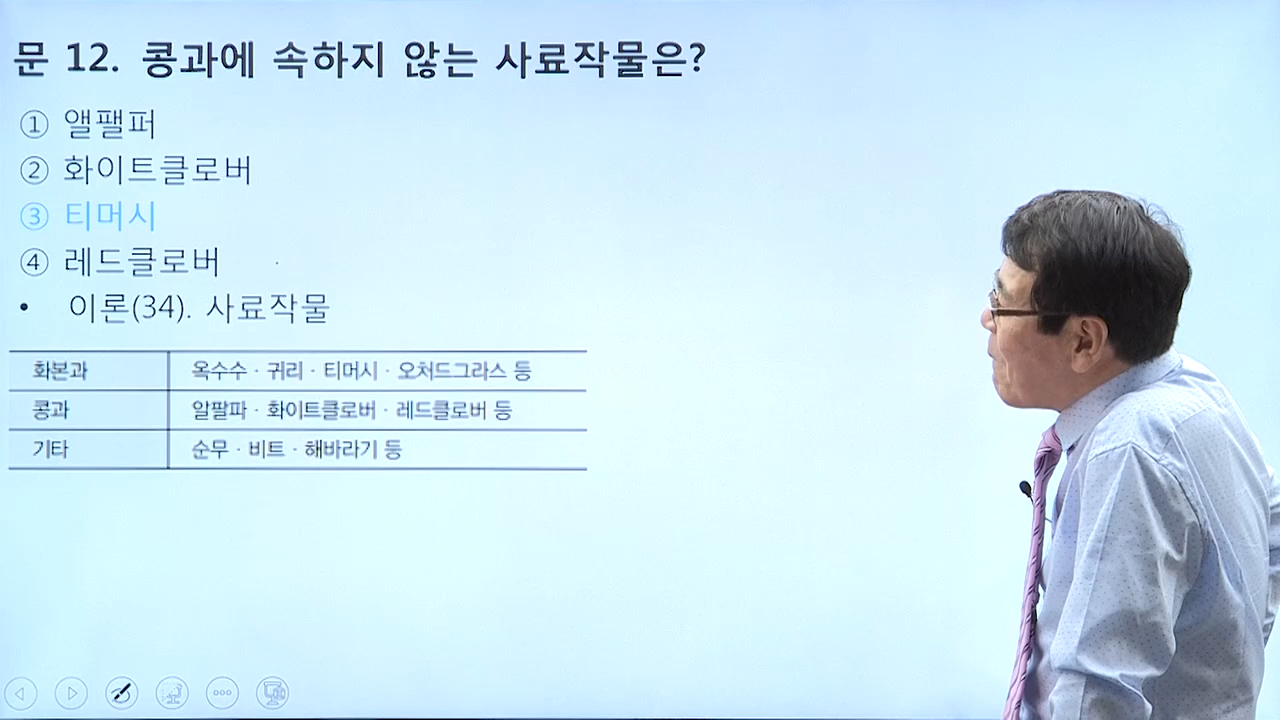 문 12. 콩과에 속하지 않는 사료작물은?
① 앨팰퍼
② 화이트클로버
③ 티머시
④ 레드클로버
• 이론(34). 사료작물
화본과 옥수수 · 귀리 · 티머시 · 오처드그라스 등
콩과 알팔파 · 화이트클로버 · 레드클로버 등
기타 순무 · 비트 · 해바라기 등